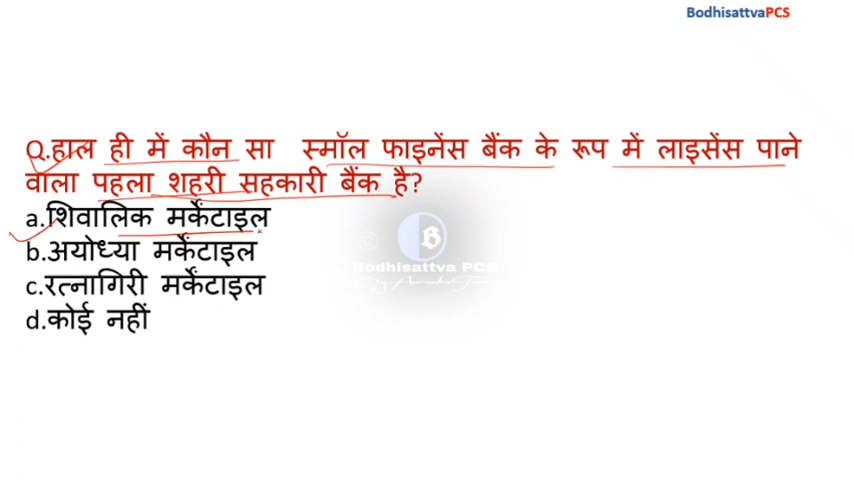 BodhisattvaPCS
Q.हाल ही में कौन सा स्मॉल फाइनेंस बैंक के रूप में लाइसेंस पाने
वाला पहला शहरी सहकारी बैंक है?
a.शिवालिक मर्केंटाइल
b.अयोध्या मर्केंटाइल
©
B
Bodhisattva PCS
c.रत्नागिरी मर्केंटाइल
d.कोई नहीं